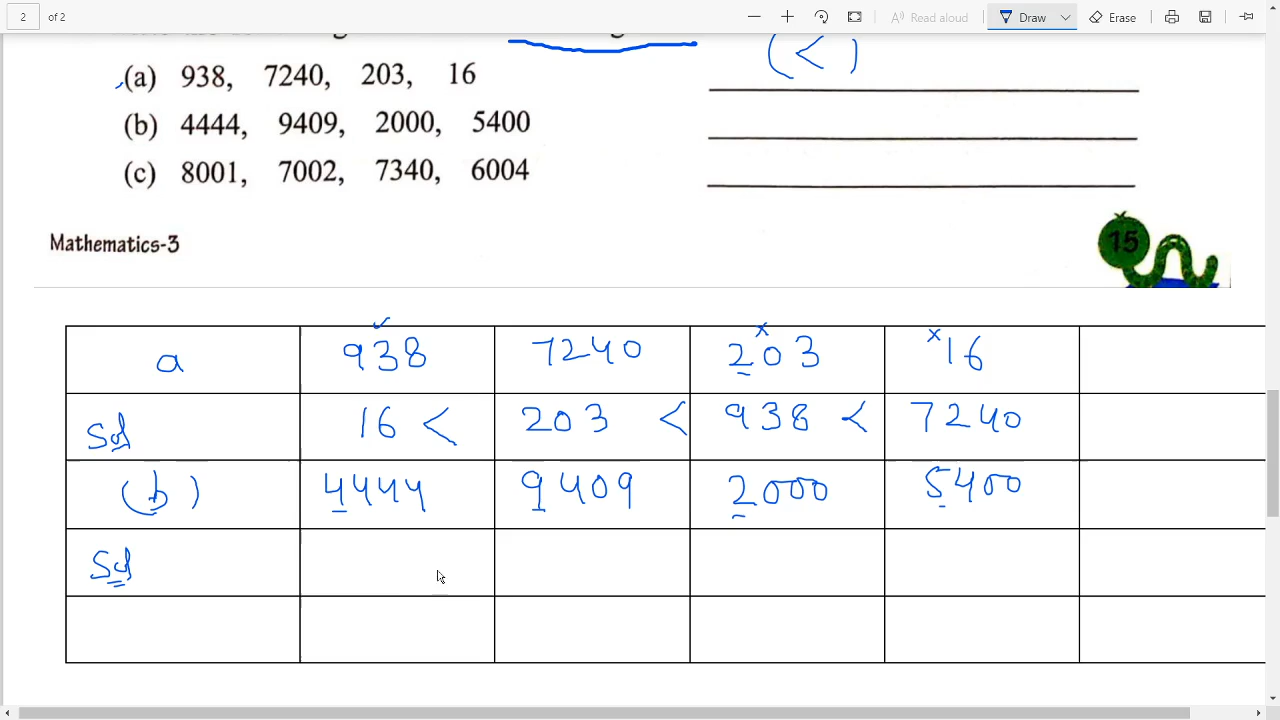 2 of 2 Read aloud Draw Erase
( < )
(a) 938, 7240, 203, 16
(b) 4444, 9409, 2000, 5400
(c) 8001, 7002, 7340, 6004
Mathematics-3
15
a 938 7240 203 16
Sol 16 < 203 < 938 < 7240
(b) 4444 9409 2000 5400
Sol